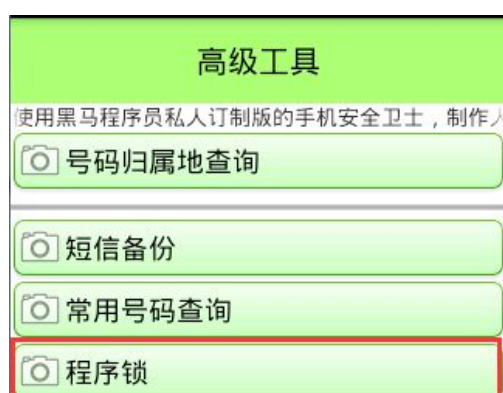 高级工具
使用黑马程序员私人订制版的手机安全卫士，制作人
号码归属地查询
短信备份
常用号码查询
程序锁